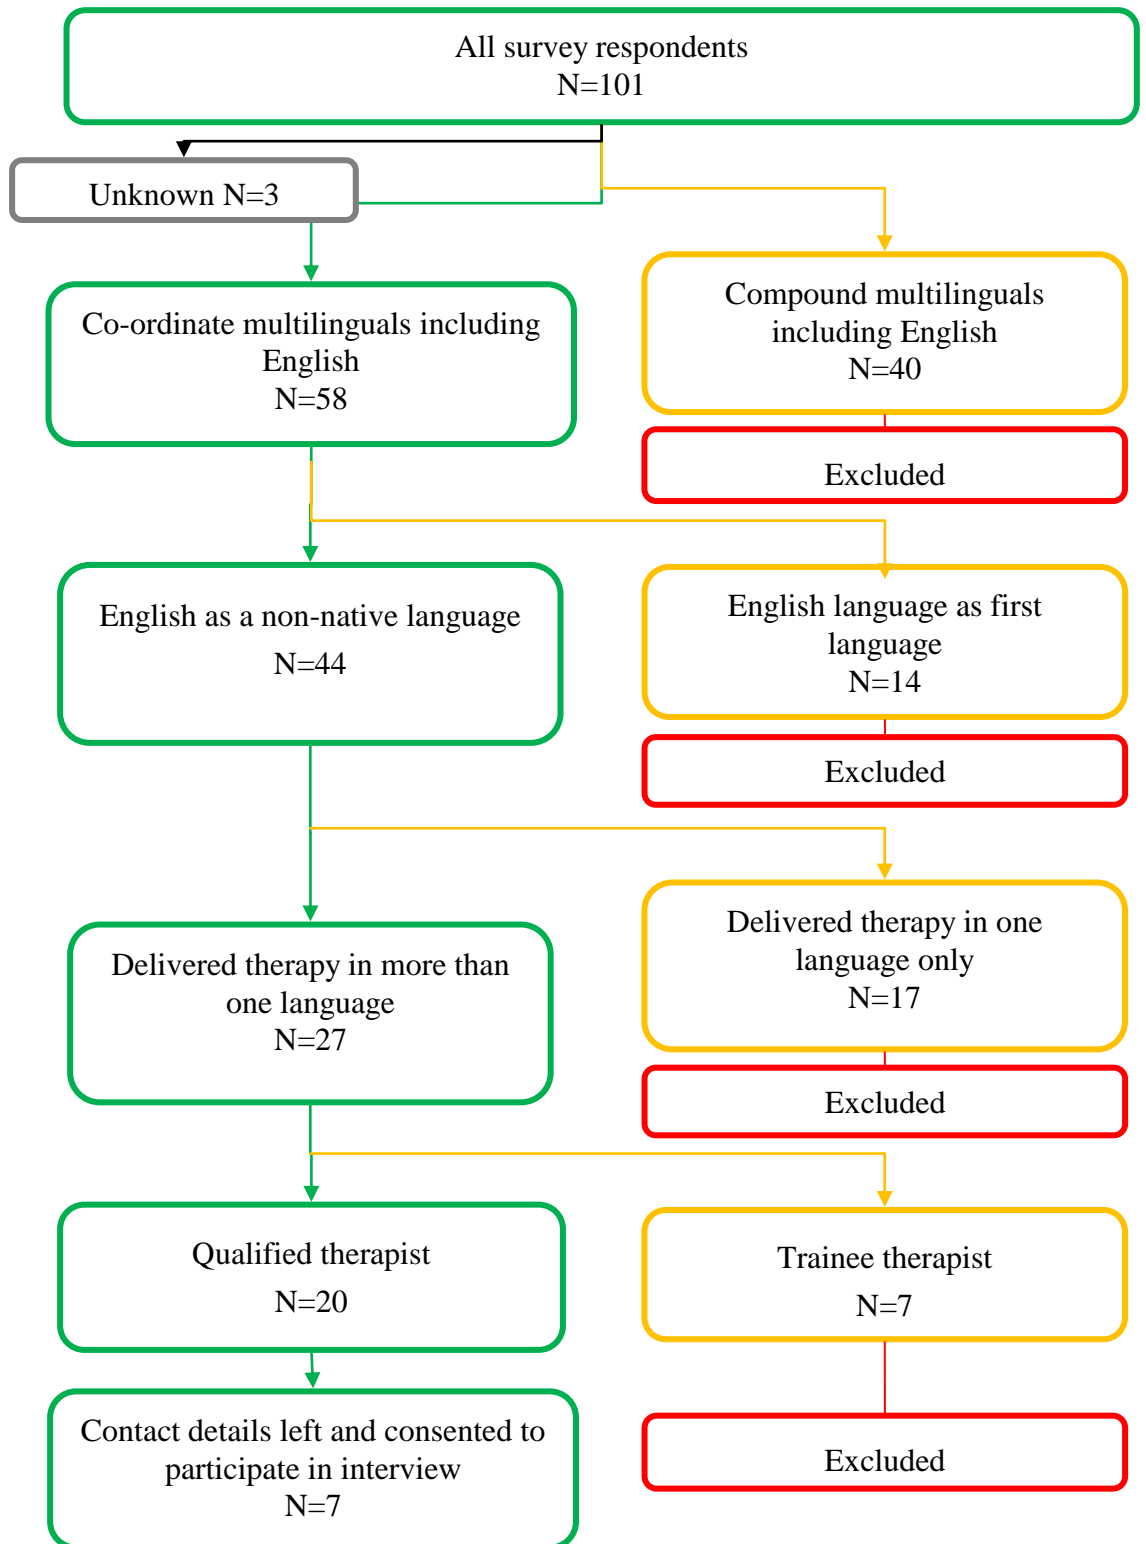 All survey respondents
N=101
Unknown N=3
Co-ordinate multilinguals including
English
N=58
Compound multilinguals
including English
N=40
Excluded
English as a non-native language
N=44
English language as first
language
N=14
Excluded
Delivered therapy in more than
one language
N=27
Delivered therapy in one
language only
N=17
Excluded
Qualified therapist
N=20
Trainee therapist
N=7
Contact details left and consented to
participate in interview
N=7
Excluded